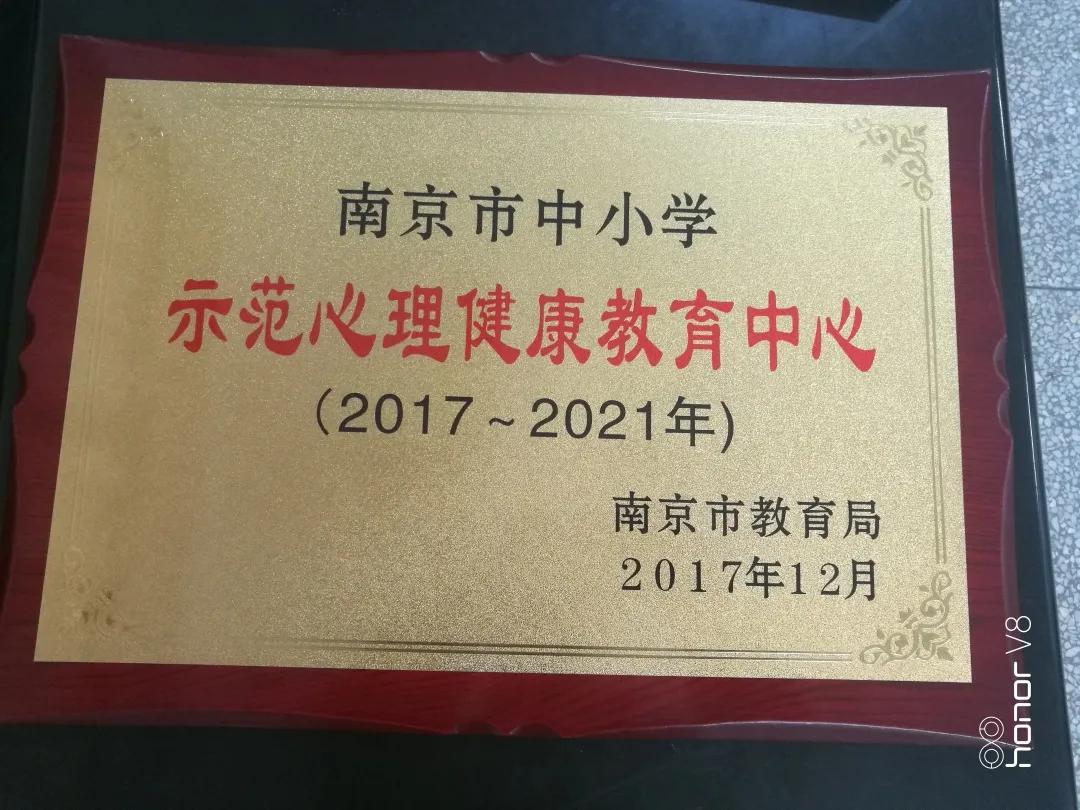 南京市中小学
示范心理健康教育中心
（2017~2021年)
南京市教育局
2017年12月
honor V8